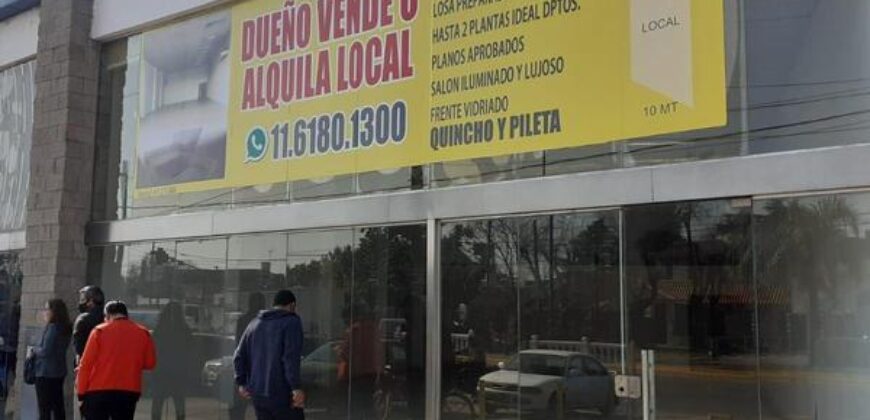 DUEÑO VENDE O
ALQUILA LOCAL
11.6180.1300
LOSA
HASTA 2 PLANTAS IDEAL DPTOS.
PLANOS APROBADOS
SALON ILUMINADO Y LUJOSO
FRENTE VIDRIADO
QUINCHO Y PILETA
LOCAL
10 MT